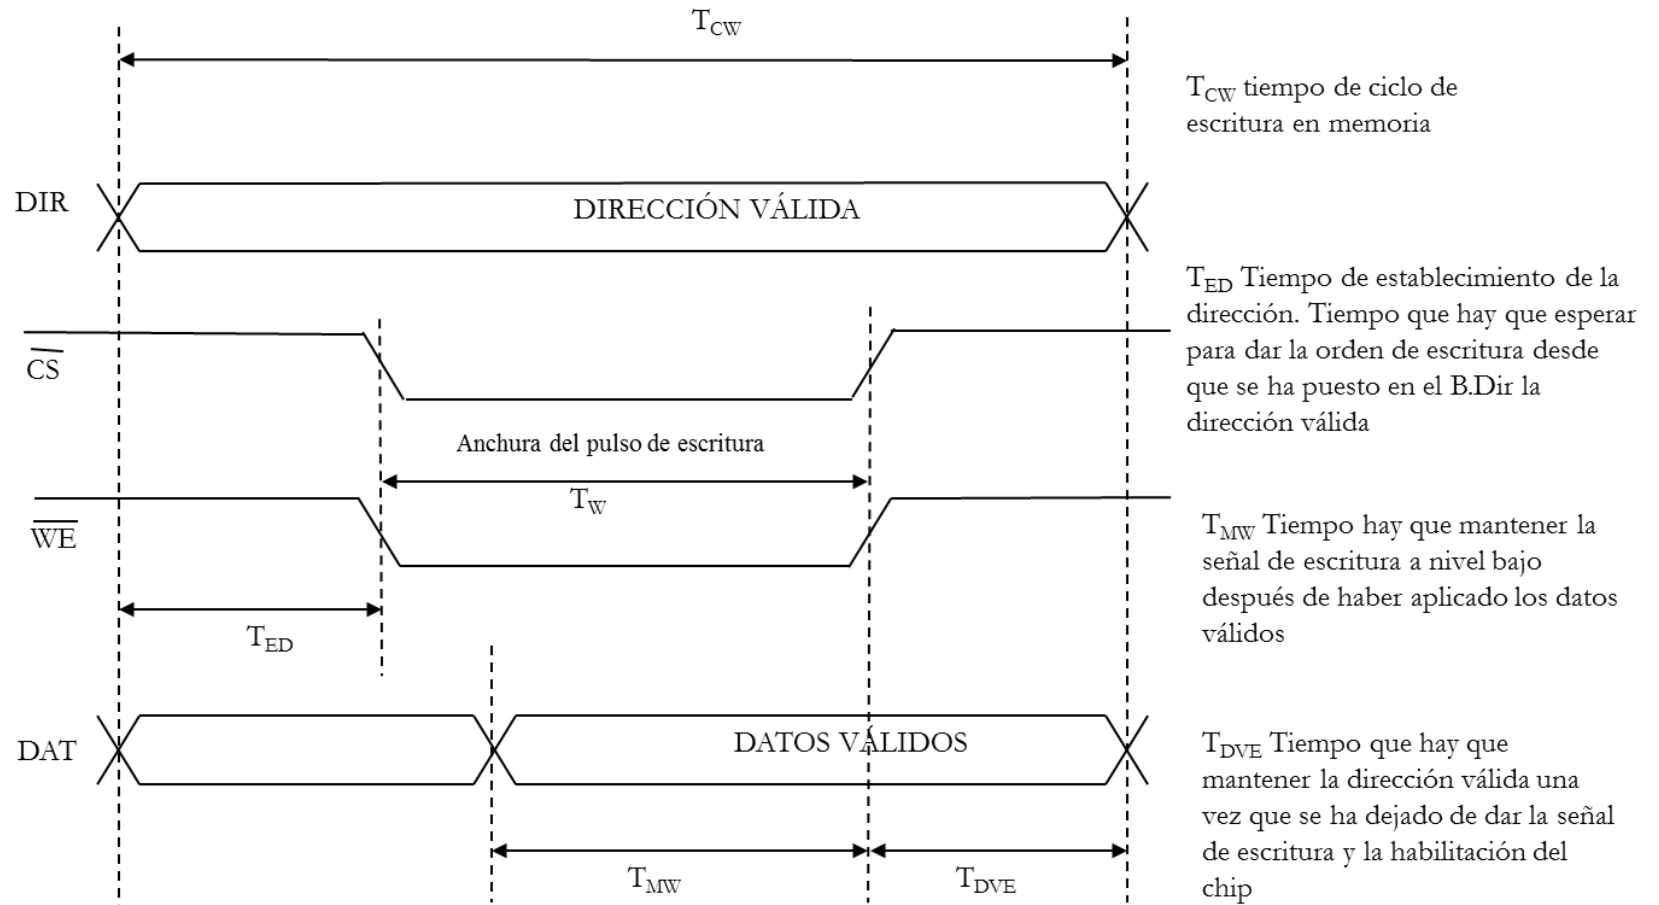 TCW
TCW tiempo de ciclo de
escritura en memoria
DIR
DIRECCIÓN VÁLIDA
TED Tiempo de establecimiento de la
dirección. Tiempo que hay que esperar
para dar la orden de escritura desde
que se ha puesto en el B.Dir la
dirección válida
CS
Anchura del pulso de escritura
TW
WE
TMW Tiempo hay que mantener la
señal de escritura a nivel bajo
después de haber aplicado los datos
válidos
TED
DAT
DATOS VÁLIDOS
TDVE Tiempo que hay que
mantener la dirección válida una
vez que se ha dejado de dar la señal
de escritura y la habilitación del
chip
TMW
TDVE